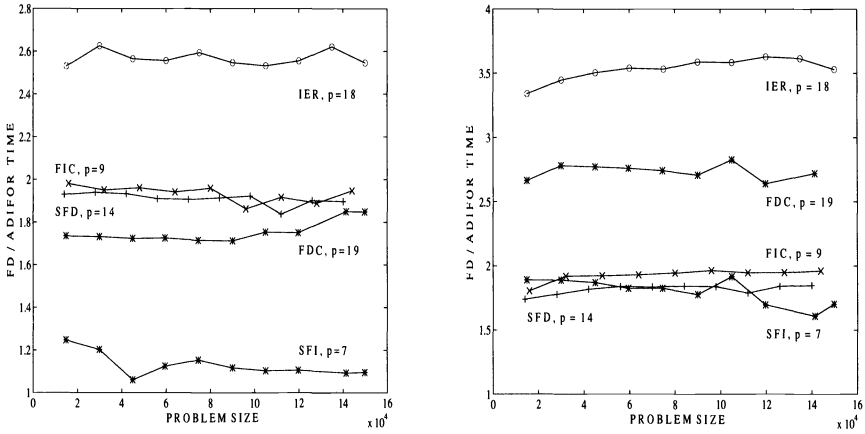 2.8
2.6
2.4
2.2
2
1.8
1.6
1.4
1.2
1
FD / ADIFOR TIME
IER, p=18
FIC, p=9
SFD, p=14
FDC, p=19
SFI, p=7
0 2 4 6 8 10 12 14 16
PROBLEM SIZE
x 10^4
4
3.5
3
2.5
2
1.5
1
FD / ADIFOR TIME
IER, p = 18
FDC, p = 19
FIC, p = 9
SFD, p = 14
SFI, p = 7
0 2 4 6 8 10 12 14 16
PROBLEM SIZE
x 10^4